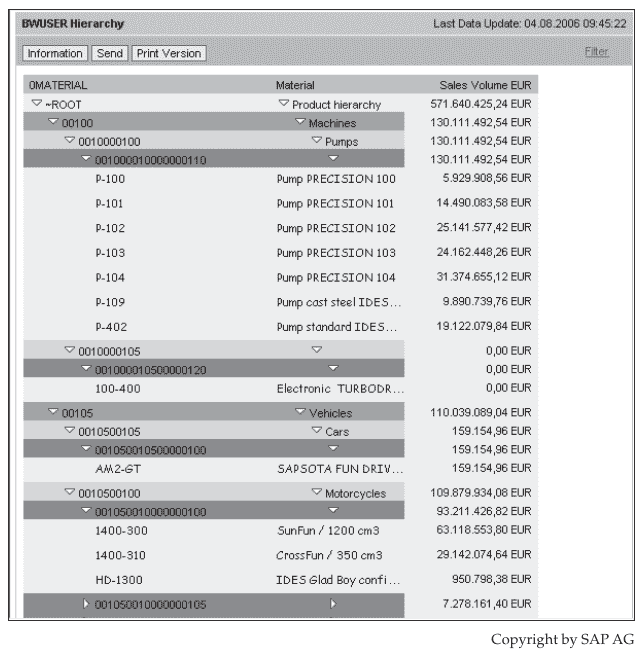 BWUSER Hierarchy Last Data Update: 04.08.2006 09:45:22
Information Send Print Version Filter
0MATERIAL Material Sales Volume EUR
~ROOT Product hierarchy 571.640.425,24 EUR
00100 Machines 130.111.492,54 EUR
0010000100 Pumps 130.111.492,54 EUR
001000010000000110 130.111.492,54 EUR
P-100 Pump PRECISION 100 5.929.908,56 EUR
P-101 Pump PRECISION 101 14.490.083,58 EUR
P-102 Pump PRECISION 102 25.141.577,42 EUR
P-103 Pump PRECISION 103 24.162.448,26 EUR
P-104 Pump PRECISION 104 31.374.655,12 EUR
P-109 Pump cast steel IDES... 9.890.739,76 EUR
P-402 Pump standard IDES... 19.122.079,84 EUR
0010000105 0,00 EUR
001000010500000120 0,00 EUR
100-400 Electronic TURBODR... 0,00 EUR
00105 Vehicles 110.039.089,04 EUR
0010500105 Cars 159.154,96 EUR
001050010500000100 159.154,96 EUR
AM2-GT SAPSOTA FUN DRIV... 159.154,96 EUR
0010500100 Motorcycles 109.879.934,08 EUR
001050010000000100 93.211.426,82 EUR
1400-300 SunFun / 1200 cm3 63.118.553,80 EUR
1400-310 CrossFun / 350 cm3 29.142.074,64 EUR
HD-1300 IDES Glad Boy confi... 950.798,38 EUR
001050010000000105 7.278.161,40 EUR
Copyright by SAP AG